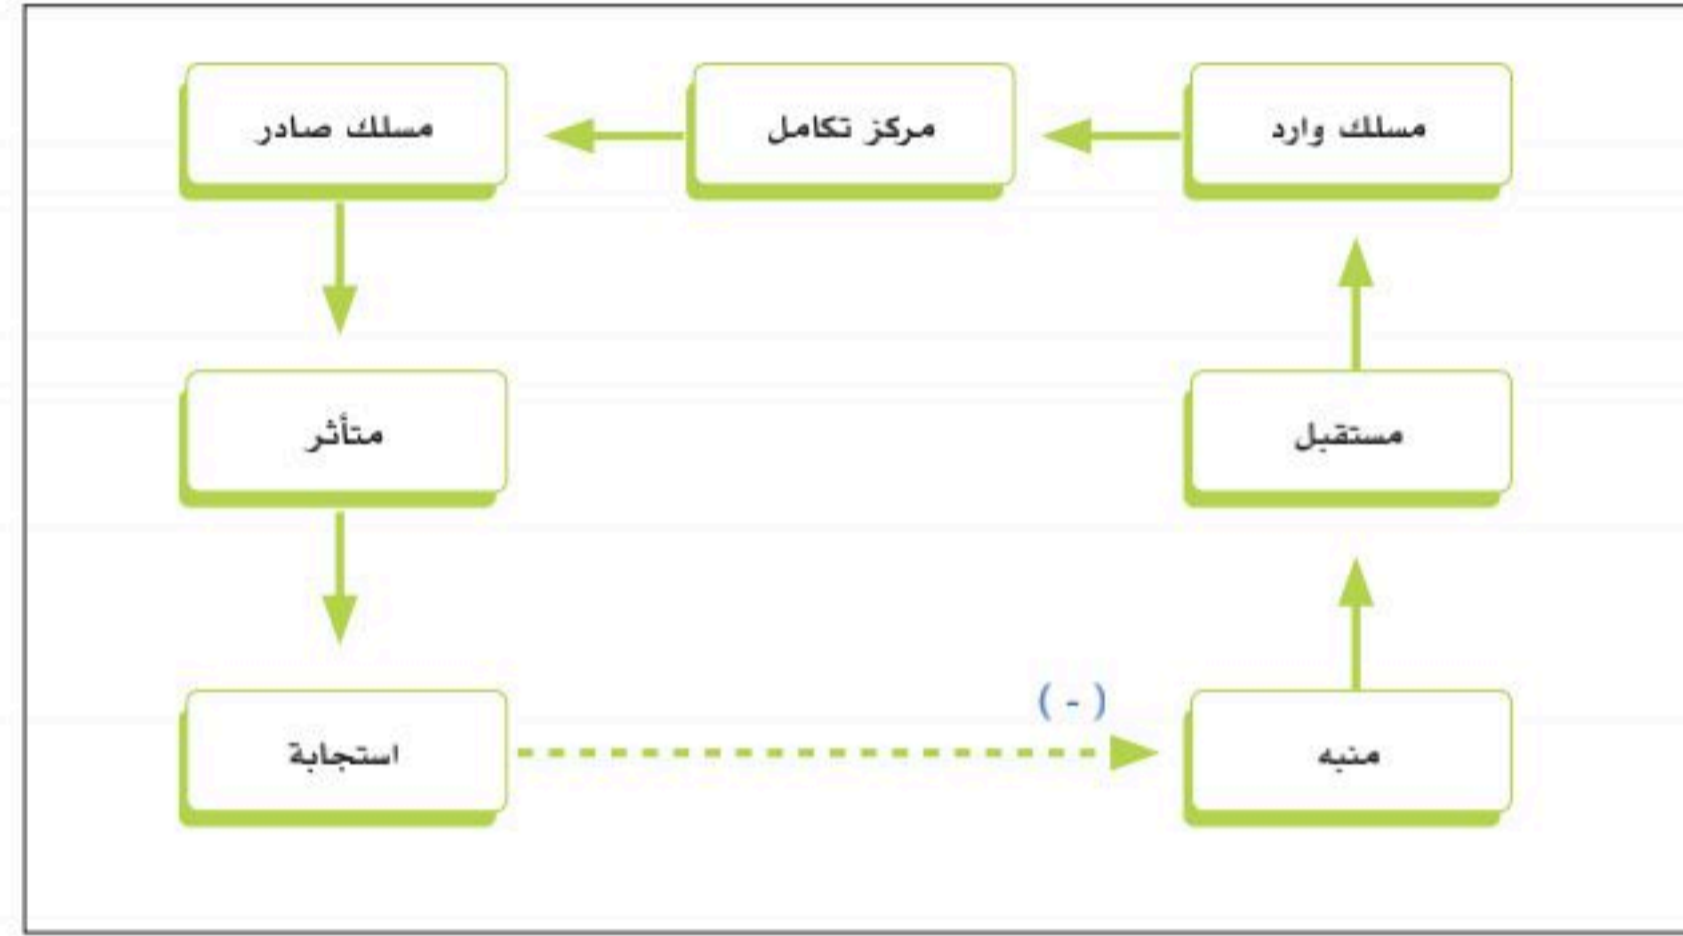 مسلك وارد
مركز تكامل
مسلك صادر
مستقبل
متأثر
( - )
منبه
استجابة